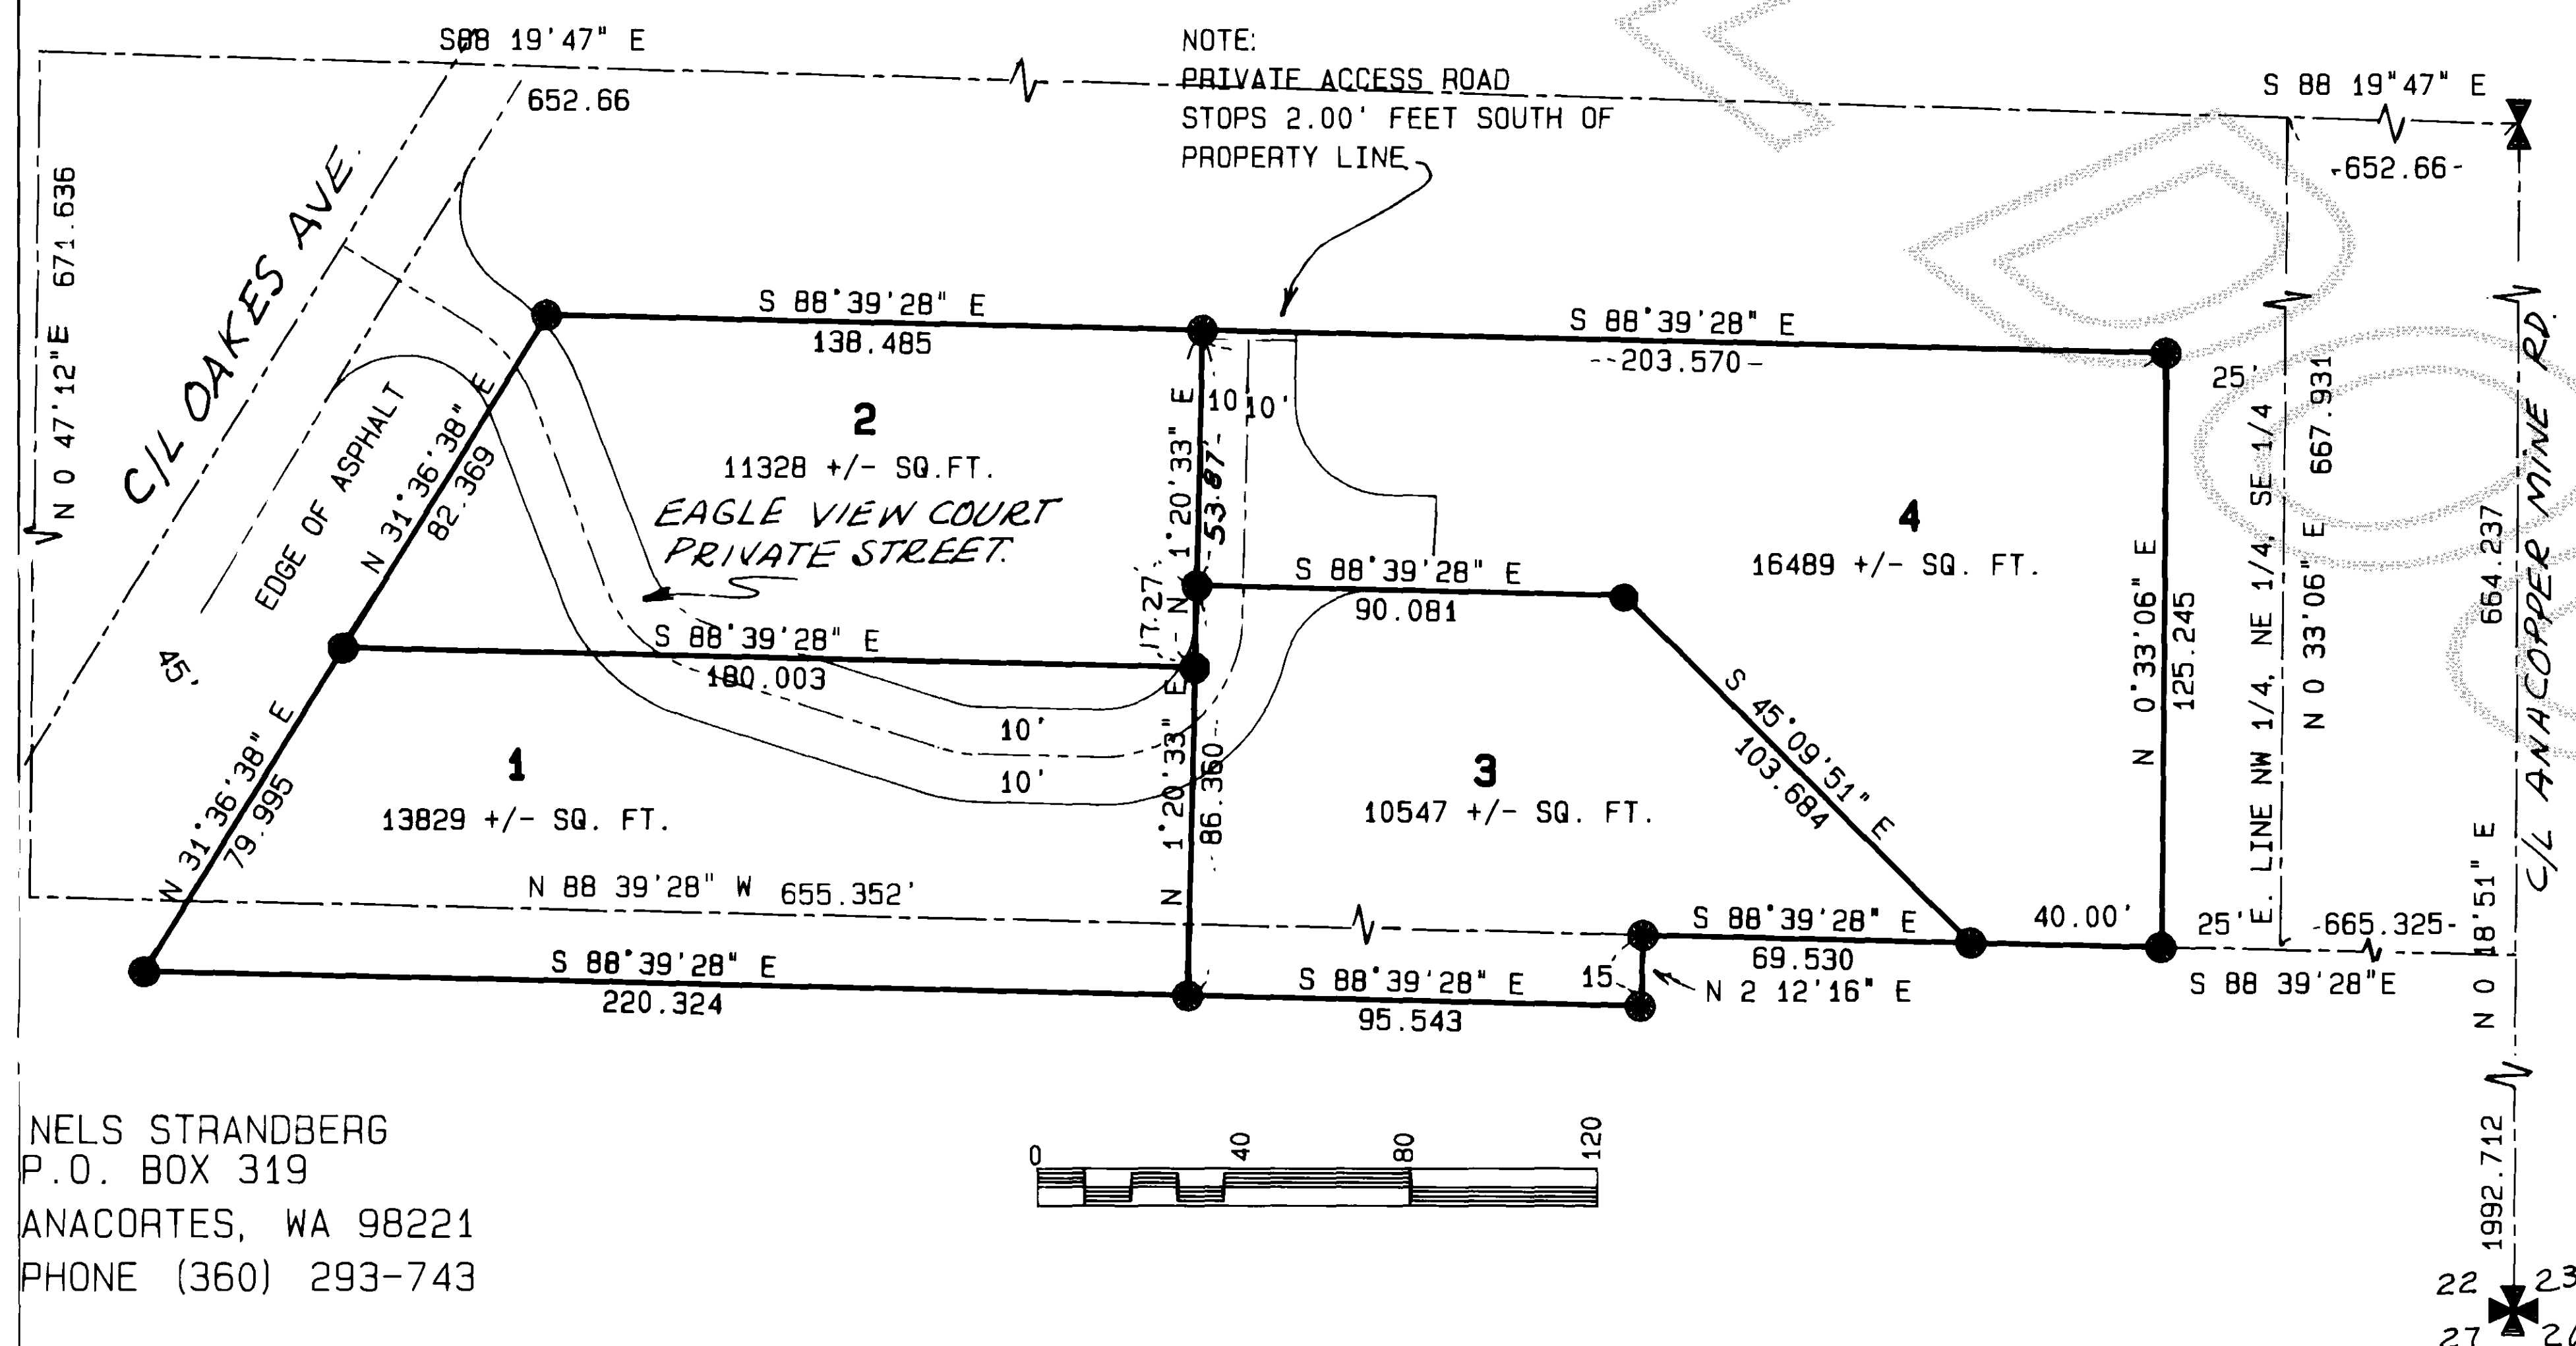 S88 19'47" E
652.66
NOTE:
PRIVATE ACCESS ROAD
STOPS 2.00' FEET SOUTH OF
PROPERTY LINE
S 88 19"47" E
-652.66-
N 0 47'12"E 671.636
C/L OAKES AVE.
EDGE OF ASPHALT
45'
N 31°36'38" E
82.369
S 88°39'28" E
138.485
S 88°39'28" E
--203.570-
2
11328 +/- SQ.FT.
EAGLE VIEW COURT
PRIVATE STREET.
10'
10'
N 1°20'33" E
53.87'
17.27'
4
16489 +/- SQ. FT.
25'
N 0°33'06" E
125.245
E. LINE NW 1/4, NE 1/4, SE 1/4
N 0 33'06" E 667.931
664.237
C/L ANACOPPER MINE RD.
S 88°39'28" E
90.081
S 88°39'28" E
180.003
10'
10'
N 31°36'38" E
79.995
1
13829 +/- SQ. FT.
N 1°20'33" E
86.360
3
10547 +/- SQ. FT.
S 45°09'51" E
103.684
N 88 39'28" W 655.352'
S 88°39'28" E
69.530
40.00'
25'
-665.325-
S 88 39'28"E
N 0 18'51" E
S 88°39'28" E
220.324
S 88°39'28" E
95.543
15
N 2 12'16" E
NELS STRANDBERG
P.O. BOX 319
ANACORTES, WA 98221
PHONE (360) 293-743
0 40 80 120
1992.712
22 23
27